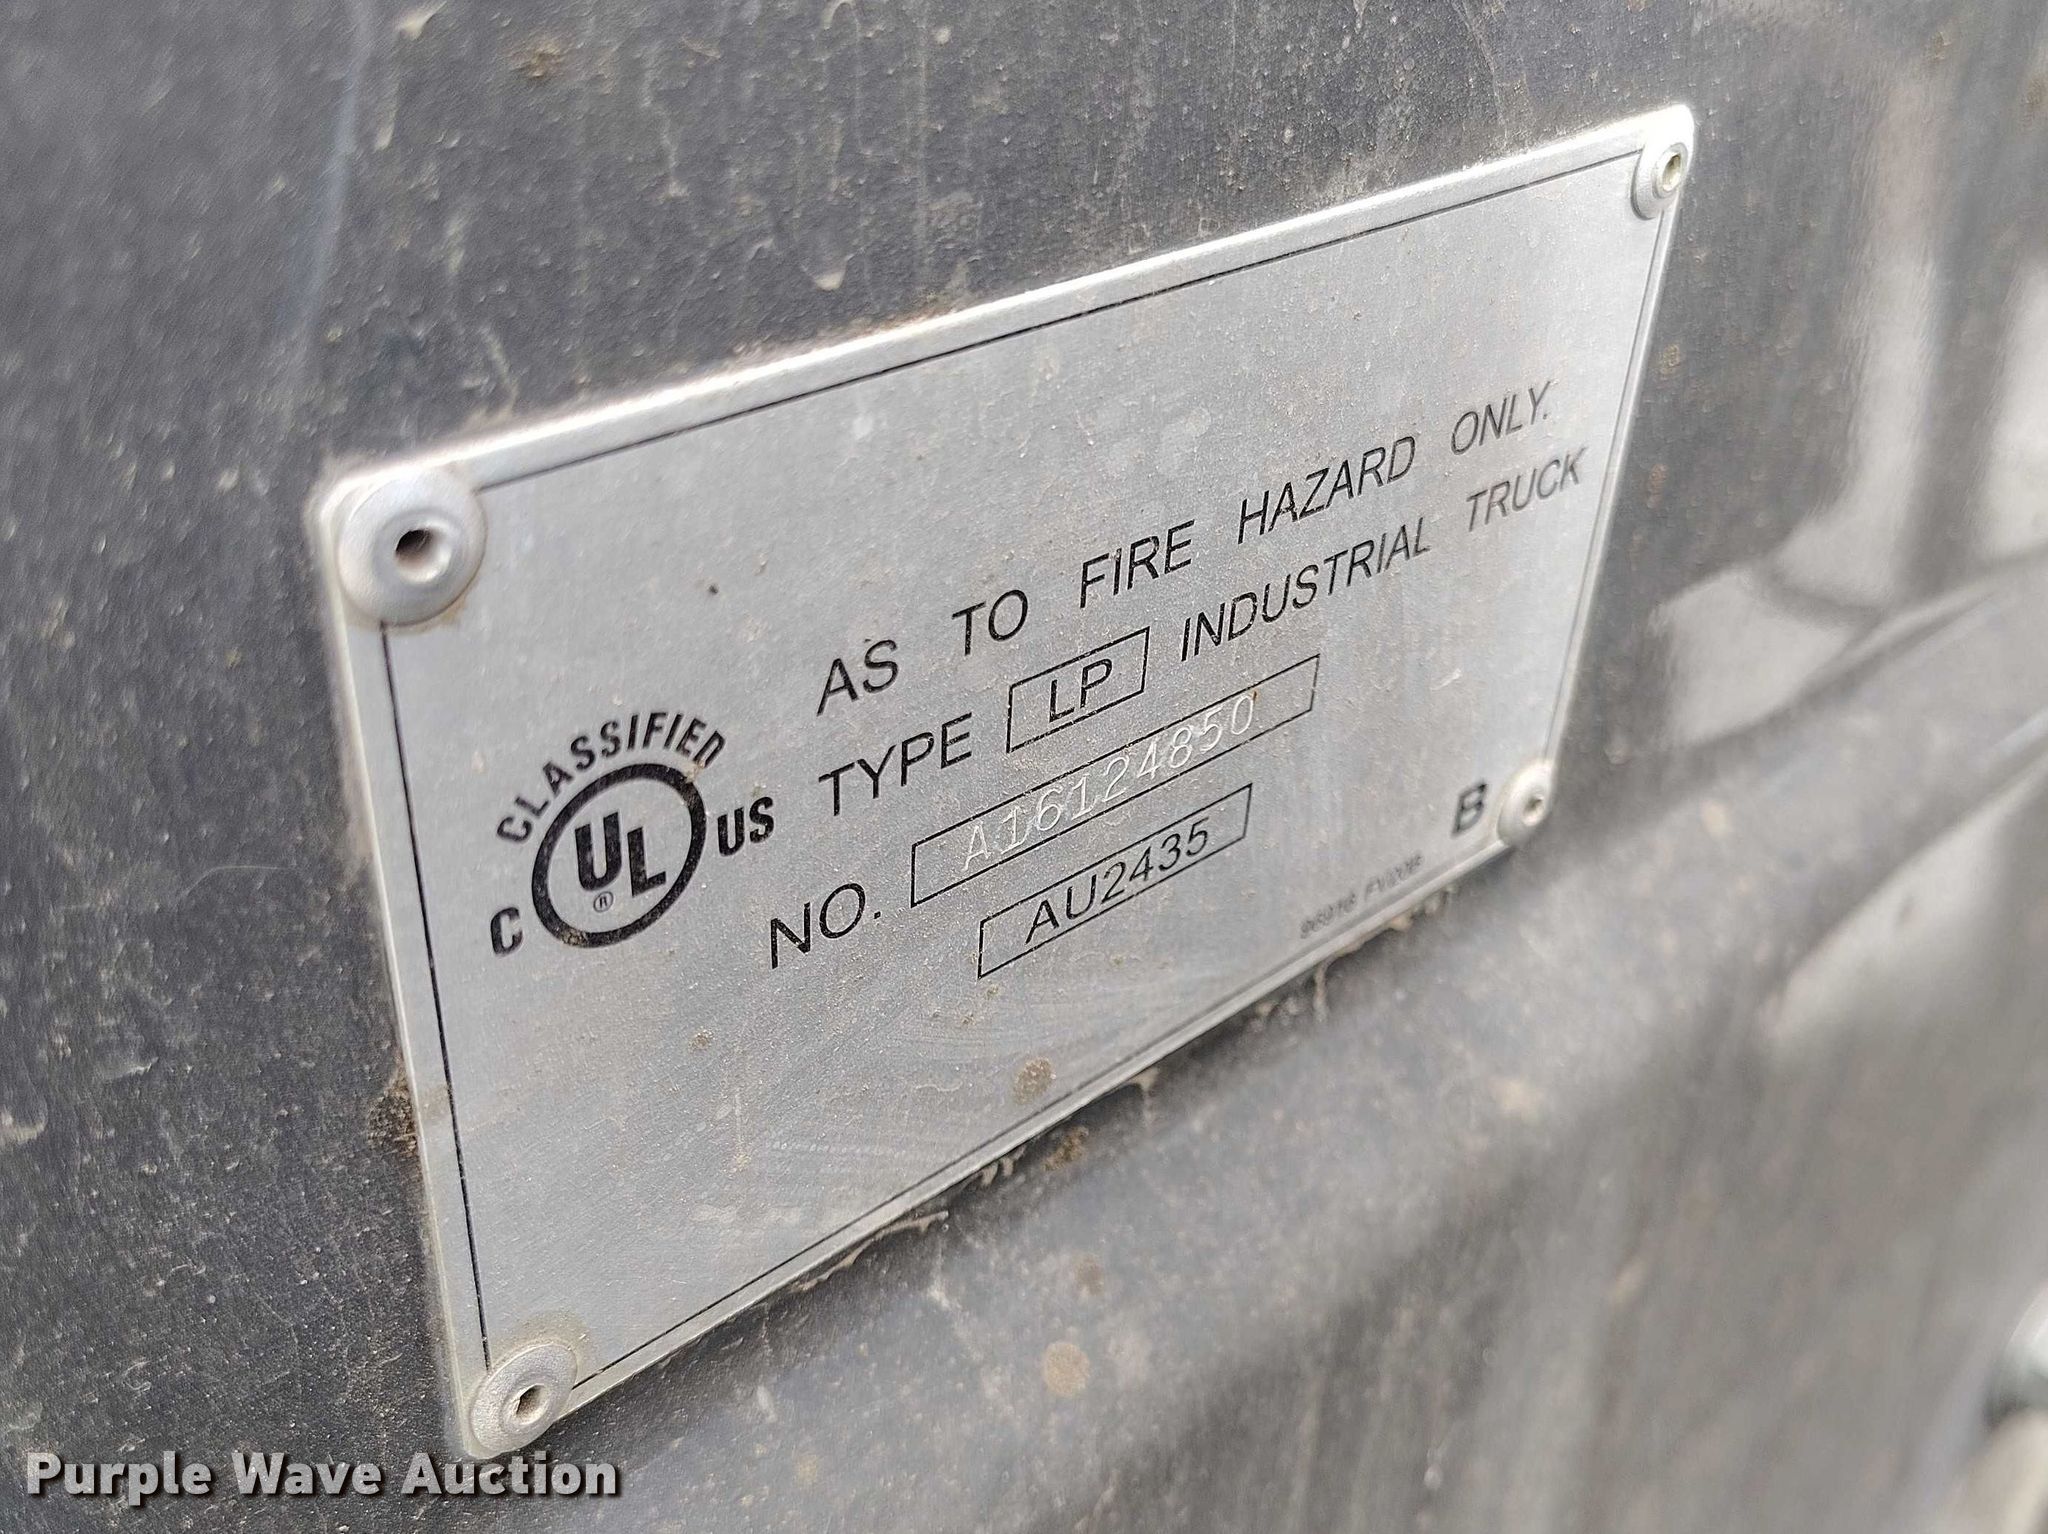 CLASSIFIED
C UL US
®
AS TO FIRE HAZARD ONLY.
TYPE LP INDUSTRIAL TRUCK
NO. A16124850
AU2435
B
Purple Wave Auction